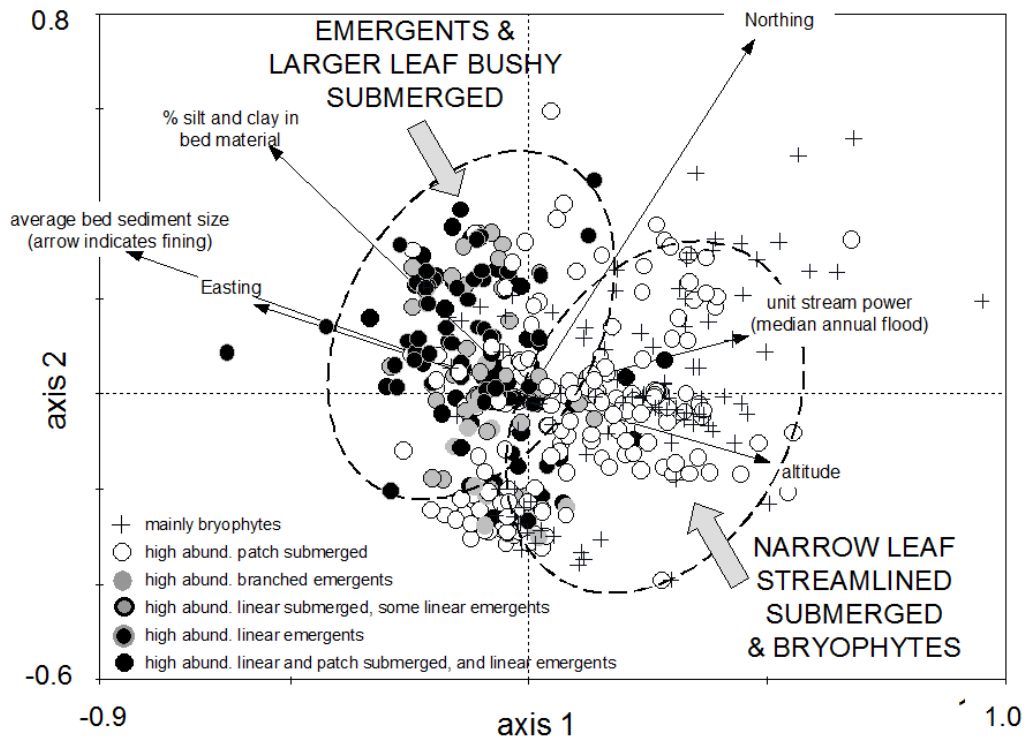 0.8
EMERGENTS &
LARGER LEAF BUSHY
SUBMERGED
Northing
% silt and clay in
bed material
average bed sediment size
(arrow indicates fining)
Easting
unit stream power
(median annual flood)
axis 2
altitude
mainly bryophytes
high abund. patch submerged
high abund. branched emergents
high abund. linear submerged, some linear emergents
high abund. linear emergents
high abund. linear and patch submerged, and linear emergents
NARROW LEAF
STREAMLINED
SUBMERGED
& BRYOPHYTES
-0.6
-0.9
axis 1
1.0